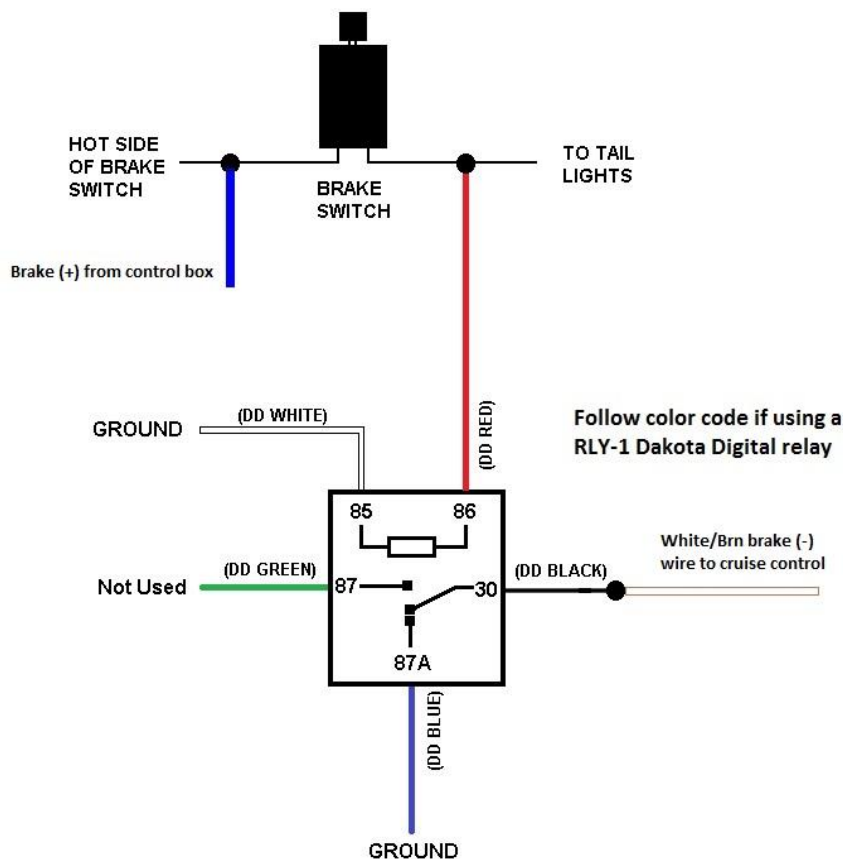 HOT SIDE
OF BRAKE
SWITCH
BRAKE
SWITCH
TO TAIL
LIGHTS
Brake (+) from control box
GROUND
(DD WHITE)
(DD RED)
Follow color code if using a
RLY-1 Dakota Digital relay
85
86
Not Used
(DD GREEN)
87
30
(DD BLACK)
White/Brn brake (-)
wire to cruise control
87A
(DD BLUE)
GROUND